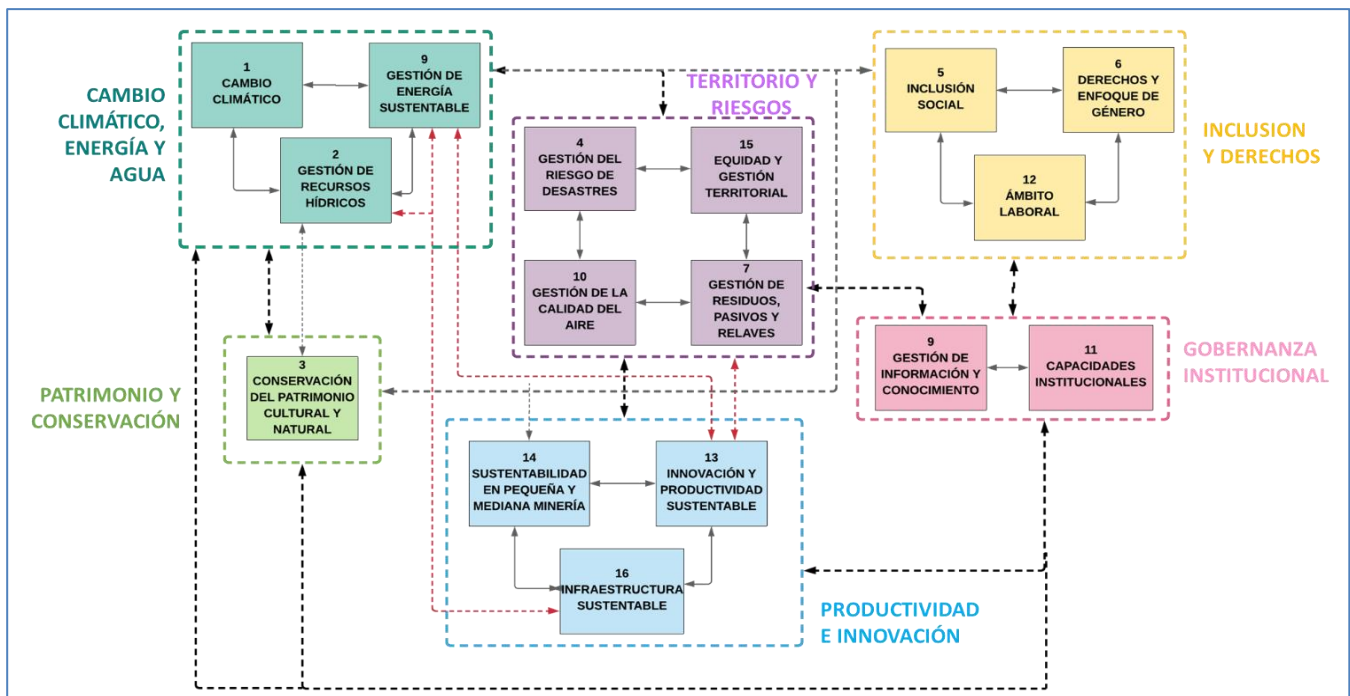 CAMBIO
CLIMÁTICO,
ENERGÍA Y
AGUA
1
CAMBIO
CLIMÁTICO
9
GESTIÓN DE
ENERGÍA
SUSTENTABLE
2
GESTIÓN DE
RECURSOS
HÍDRICOS
TERRITORIO Y
RIESGOS
4
GESTIÓN DEL
RIESGO DE
DESASTRES
15
EQUIDAD Y
GESTIÓN
TERRITORIAL
10
GESTIÓN DE LA
CALIDAD DEL
AIRE
7
GESTIÓN DE
RESIDUOS,
PASIVOS Y
RELAVES
5
INCLUSIÓN
SOCIAL
6
DERECHOS Y
ENFOQUE DE
GÉNERO
12
ÁMBITO
LABORAL
INCLUSION
Y DERECHOS
PATRIMONIO Y
CONSERVACIÓN
3
CONSERVACIÓN
DEL PATRIMONIO
CULTURAL Y
NATURAL
9
GESTIÓN DE
INFORMACIÓN Y
CONOCIMIENTO
11
CAPACIDADES
INSTITUCIONALES
GOBERNANZA
INSTITUCIONAL
14
SUSTENTABILIDAD
EN PEQUEÑA Y
MEDIANA MINERÍA
13
INNOVACIÓN Y
PRODUCTIVIDAD
SUSTENTABLE
16
INFRAESTRUCTURA
SUSTENTABLE
PRODUCTIVIDAD
E INNOVACIÓN